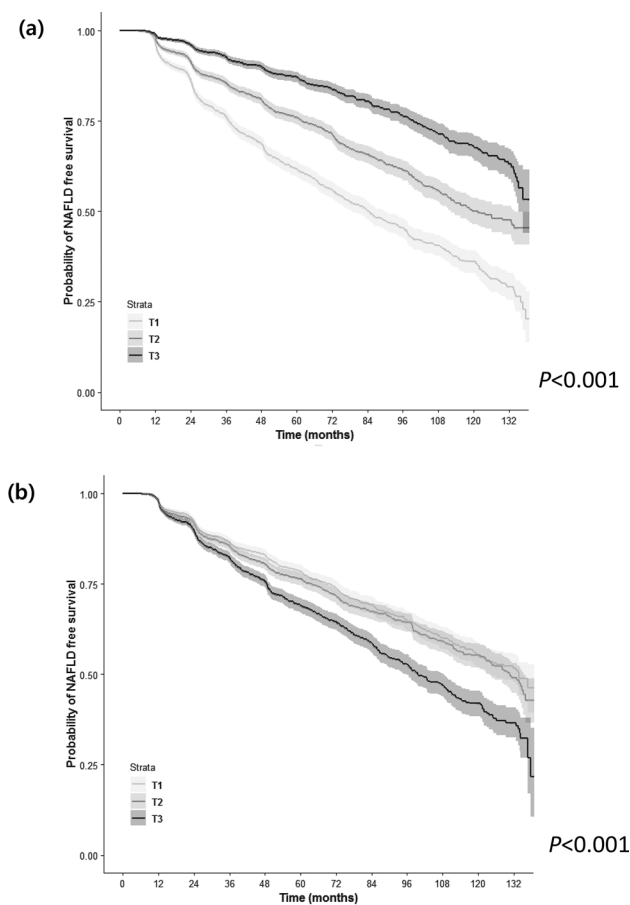 (a)
Probability of NAFLD free survival
1.00
0.75
0.50
0.25
0.00
Strata
T1
T2
T3
0 12 24 36 48 60 72 84 96 108 120 132
Time (months)
P<0.001
(b)
Probability of NAFLD free survival
1.00
0.75
0.50
0.25
0.00
Strata
T1
T2
T3
0 12 24 36 48 60 72 84 96 108 120 132
Time (months)
P<0.001